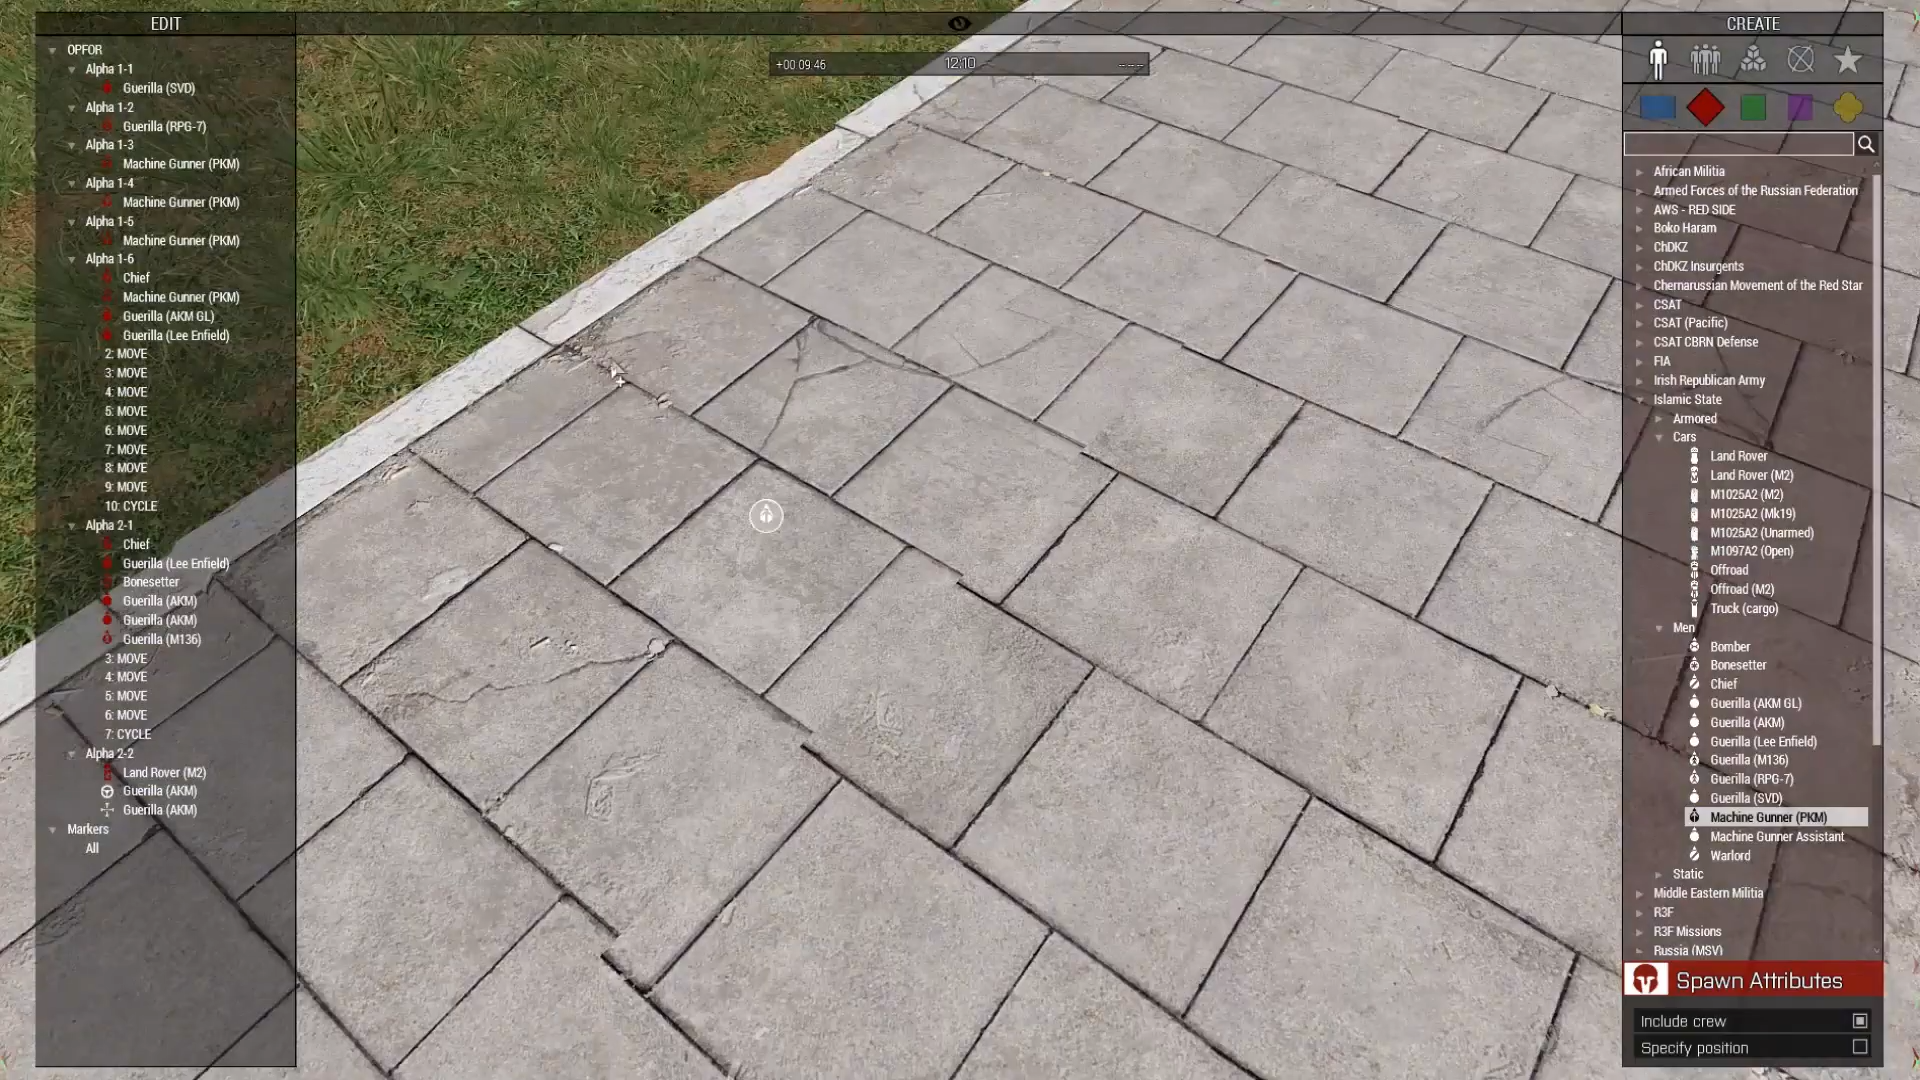 EDIT
OPFOR
Alpha 1-1
Guerilla (SVD)
Alpha 1-2
Guerilla (RPG-7)
Alpha 1-3
Machine Gunner (PKM)
Alpha 1-4
Machine Gunner (PKM)
Alpha 1-5
Machine Gunner (PKM)
Alpha 1-6
Chief
Machine Gunner (PKM)
Guerilla (AKM GL)
Guerilla (Lee Enfield)
2: MOVE
3: MOVE
4: MOVE
5: MOVE
6: MOVE
7: MOVE
8: MOVE
9: MOVE
10: CYCLE
Alpha 2-1
Chief
Guerilla (Lee Enfield)
Bonesetter
Guerilla (AKM)
Guerilla (AKM)
Guerilla (M136)
3: MOVE
4: MOVE
5: MOVE
6: MOVE
7: CYCLE
Alpha 2-2
Land Rover (M2)
Guerilla (AKM)
Guerilla (AKM)
Markers
All
+00 09:46 12:10 --- ---
CREATE
African Militia
Armed Forces of the Russian Federation
AWS - RED SIDE
Boko Haram
ChDKZ
ChDKZ Insurgents
Chernarussian Movement of the Red Star
CSAT
CSAT (Pacific)
CSAT CBRN Defense
FIA
Irish Republican Army
Islamic State
Armored
Cars
Land Rover
Land Rover (M2)
M1025A2 (M2)
M1025A2 (Mk19)
M1025A2 (Unarmed)
M1097A2 (Open)
Offroad
Offroad (M2)
Truck (cargo)
Men
Bomber
Bonesetter
Chief
Guerilla (AKM GL)
Guerilla (AKM)
Guerilla (Lee Enfield)
Guerilla (M136)
Guerilla (RPG-7)
Guerilla (SVD)
Machine Gunner (PKM)
Machine Gunner Assistant
Warlord
Static
Middle Eastern Militia
R3F
R3F Missions
Russia (MSV)
Spawn Attributes
Include crew
Specify position